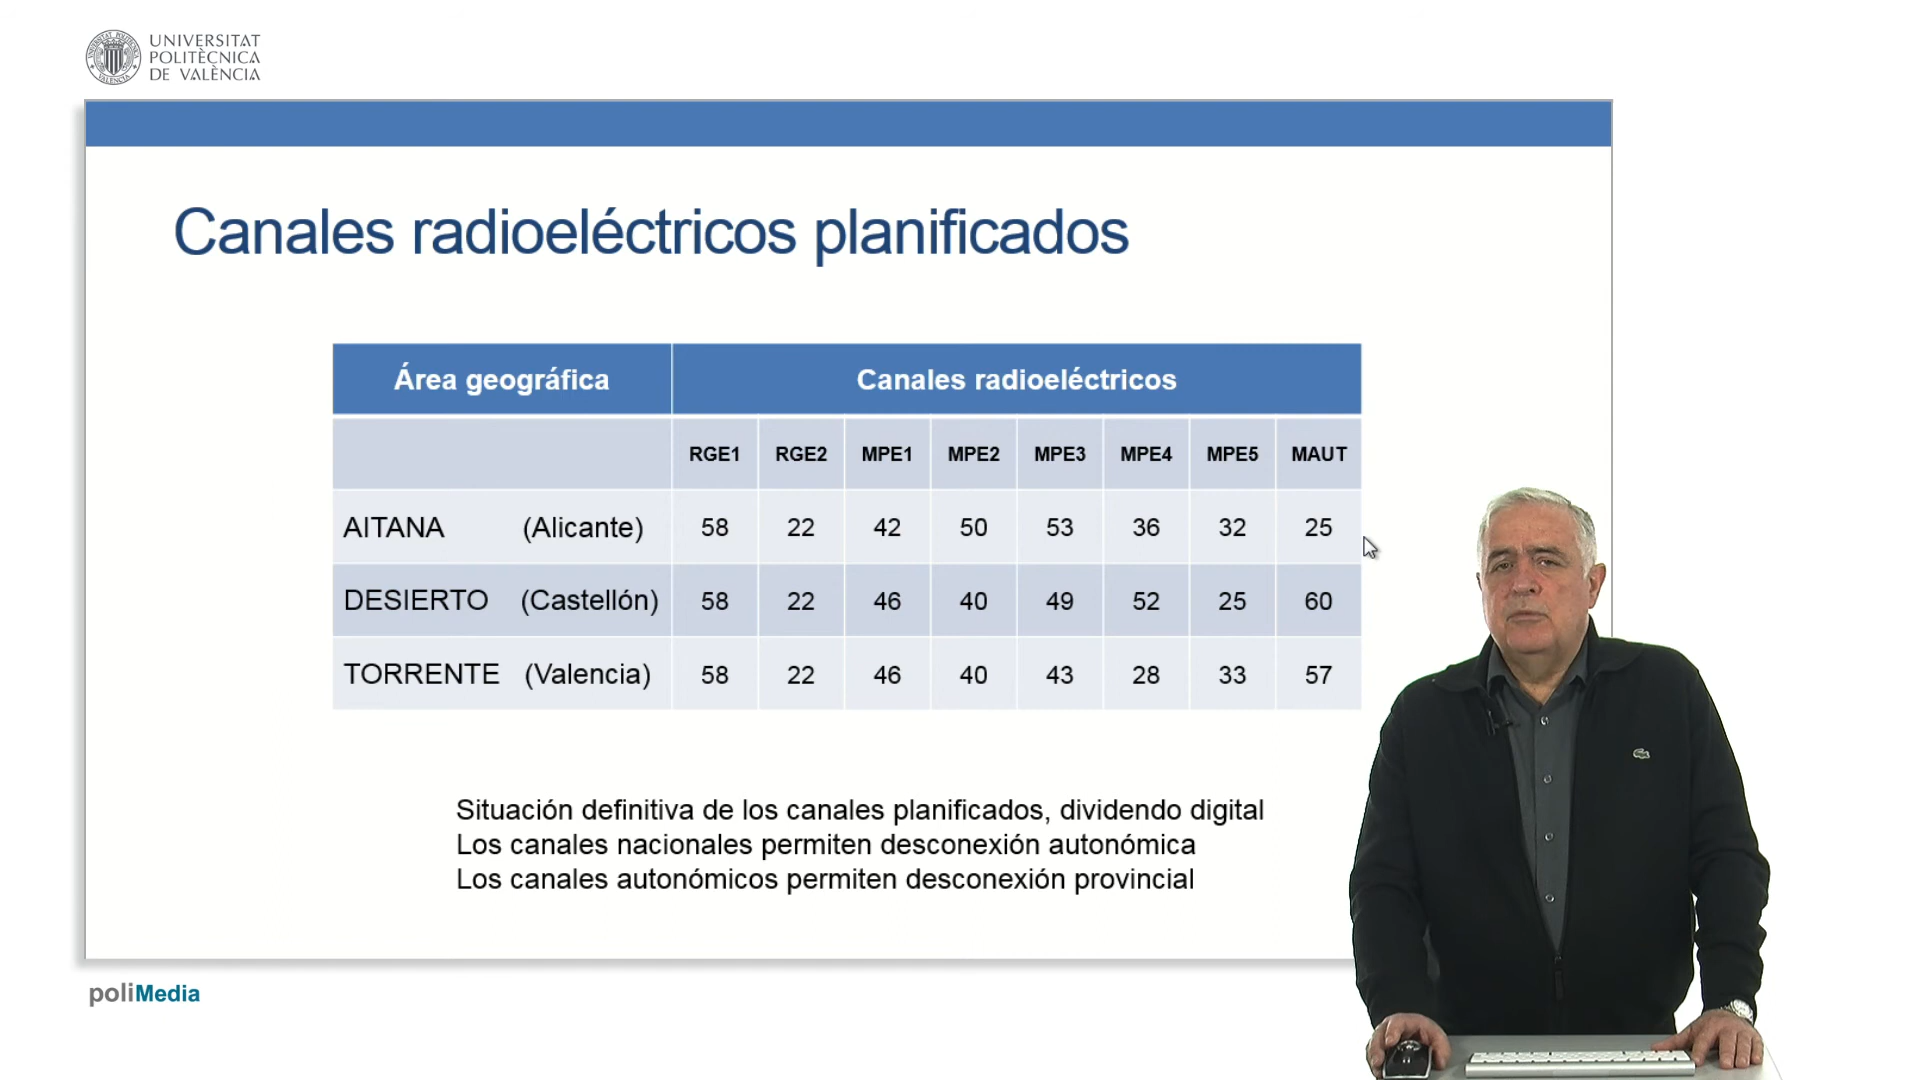 UNIVERSITAT
POLITÈCNICA
DE VALÈNCIA
Canales radioeléctricos planificados
Área geográfica Canales radioeléctricos
RGE1 RGE2 MPE1 MPE2 MPE3 MPE4 MPE5 MAUT
AITANA (Alicante) 58 22 42 50 53 36 32 25
DESIERTO (Castellón) 58 22 46 40 49 52 25 60
TORRENTE (Valencia) 58 22 46 40 43 28 33 57
Situación definitiva de los canales planificados, dividendo digital
Los canales nacionales permiten desconexión autonómica
Los canales autonómicos permiten desconexión provincial
poliMedia